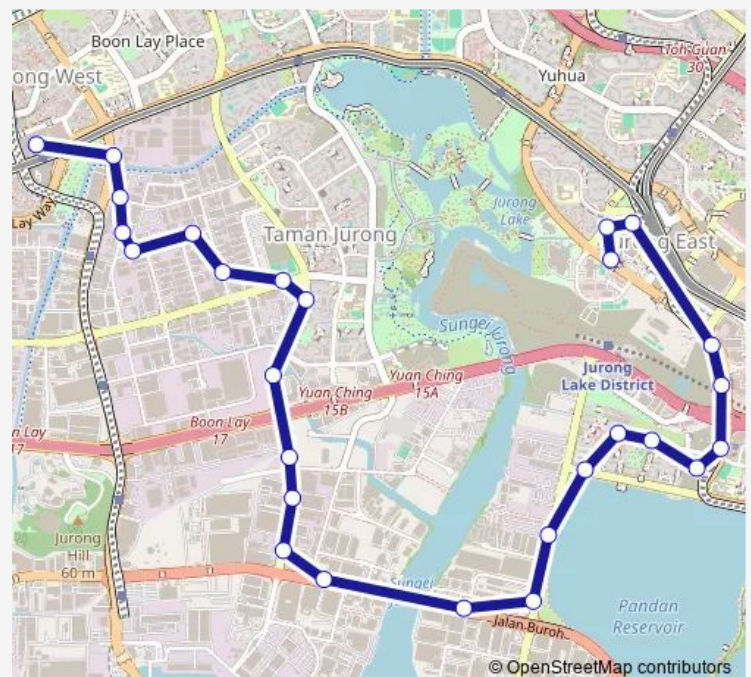 Boon Lay Place
Toh Guan
30
ong West
Yuhua
Lay Way
Jurong
Lake
Taman Jurong
urong East
Sungei Jurong
Jurong
Lake District
Yuan Ching
15A
Yuan Ching
15B
Boon Lay
17
n Lay
17
Jurong
Hill
60 m
Sungei
Pandan
Reservoir
Jalan Buroh
© OpenStreetMap contributors